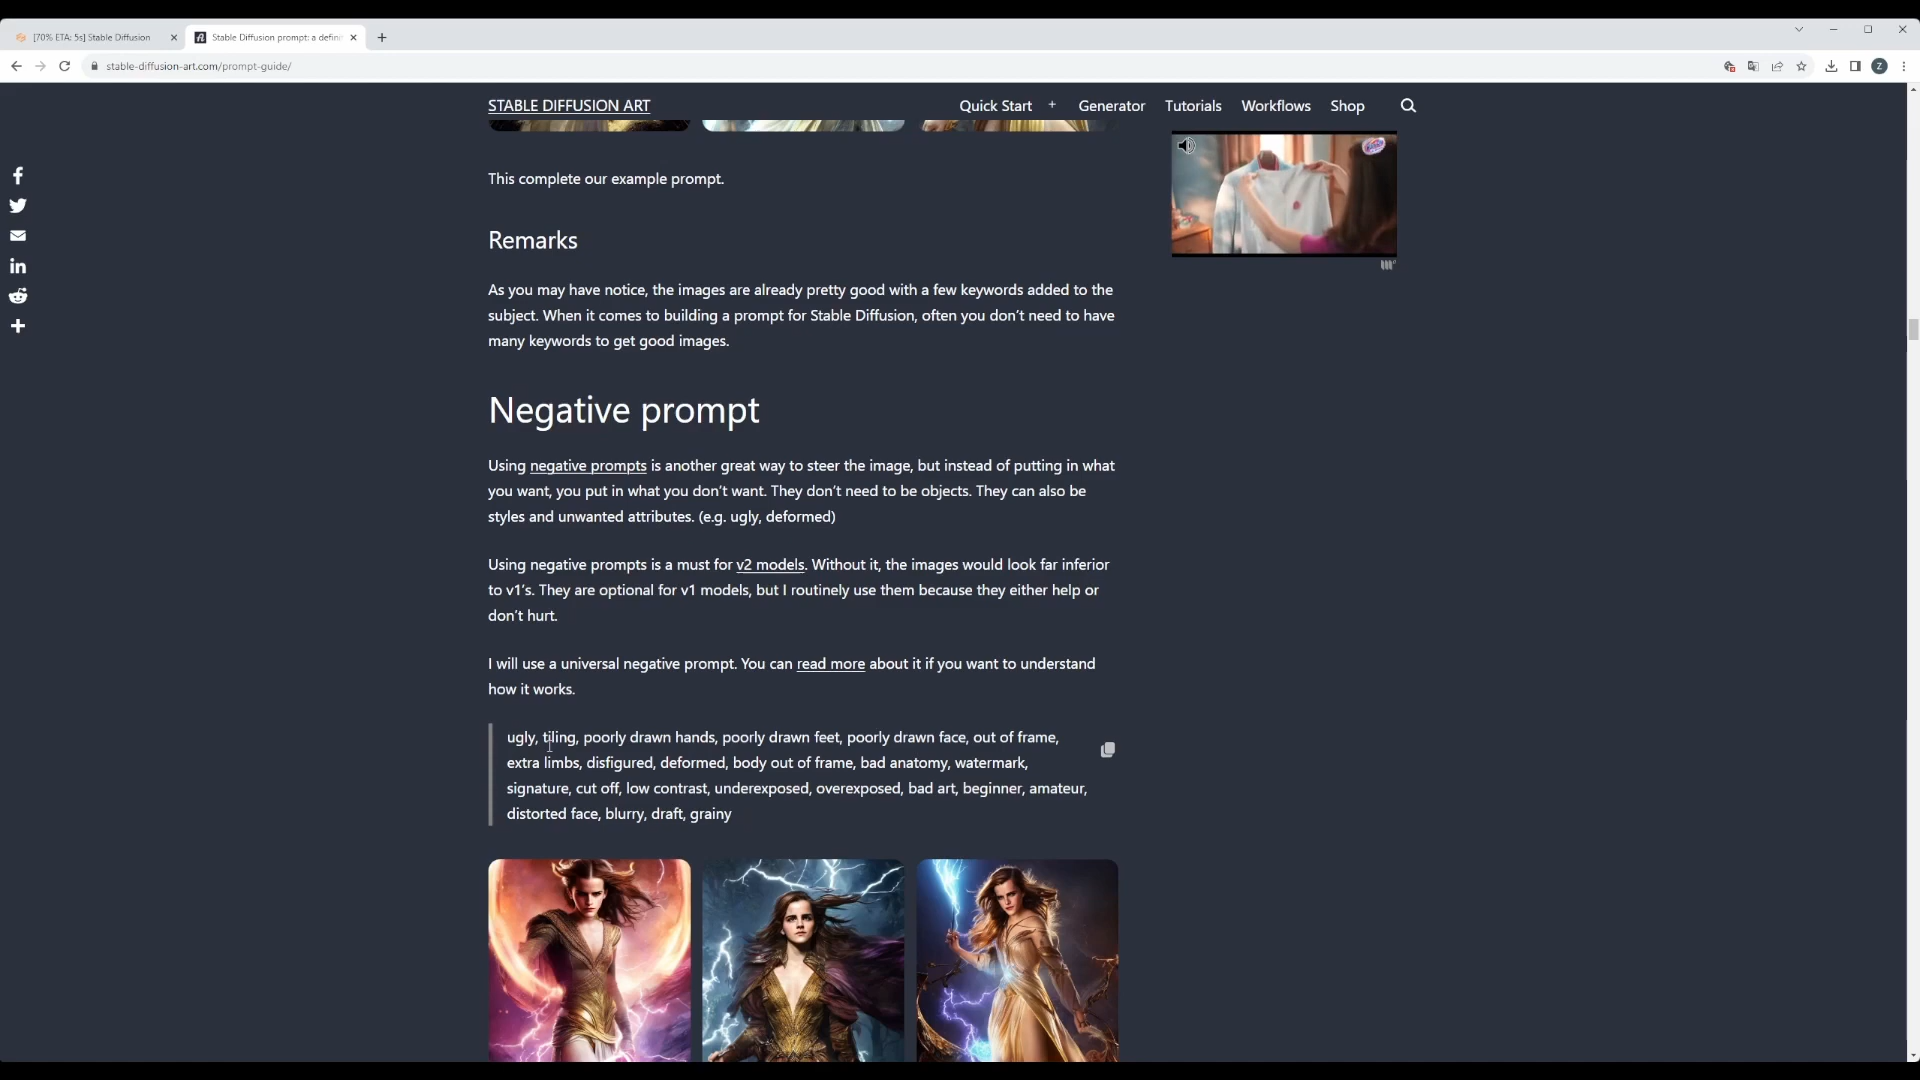 [70% ETA: 5s] Stable Diffusion
Stable Diffusion prompt: a defini
stable-diffusion-art.com/prompt-guide/
Z
STABLE DIFFUSION ART
Quick Start + Generator Tutorials Workflows Shop
This complete our example prompt.
Remarks
As you may have notice, the images are already pretty good with a few keywords added to the
subject. When it comes to building a prompt for Stable Diffusion, often you don't need to have
many keywords to get good images.
Negative prompt
Using negative prompts is another great way to steer the image, but instead of putting in what
you want, you put in what you don't want. They don't need to be objects. They can also be
styles and unwanted attributes. (e.g. ugly, deformed)
Using negative prompts is a must for v2 models. Without it, the images would look far inferior
to v1's. They are optional for v1 models, but I routinely use them because they either help or
don't hurt.
I will use a universal negative prompt. You can read more about it if you want to understand
how it works.
ugly, tiling, poorly drawn hands, poorly drawn feet, poorly drawn face, out of frame,
extra limbs, disfigured, deformed, body out of frame, bad anatomy, watermark,
signature, cut off, low contrast, underexposed, overexposed, bad art, beginner, amateur,
distorted face, blurry, draft, grainy